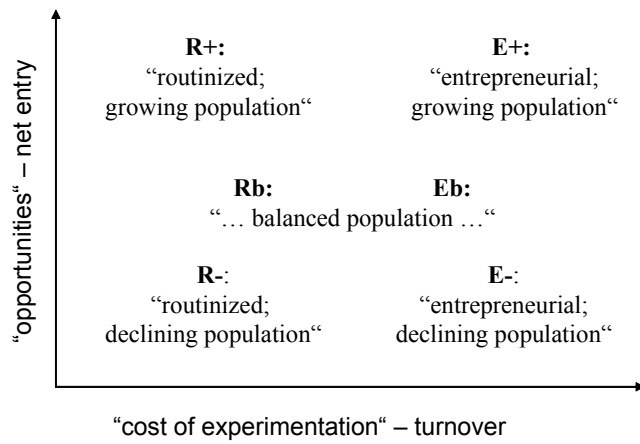 R+:
“routinized;
growing population“
E+:
“entrepreneurial;
growing population“
Rb:
Eb:
“… balanced population …“
R-:
“routinized;
declining population“
E-:
“entrepreneurial;
declining population“
“opportunities“ – net entry
“cost of experimentation“ – turnover